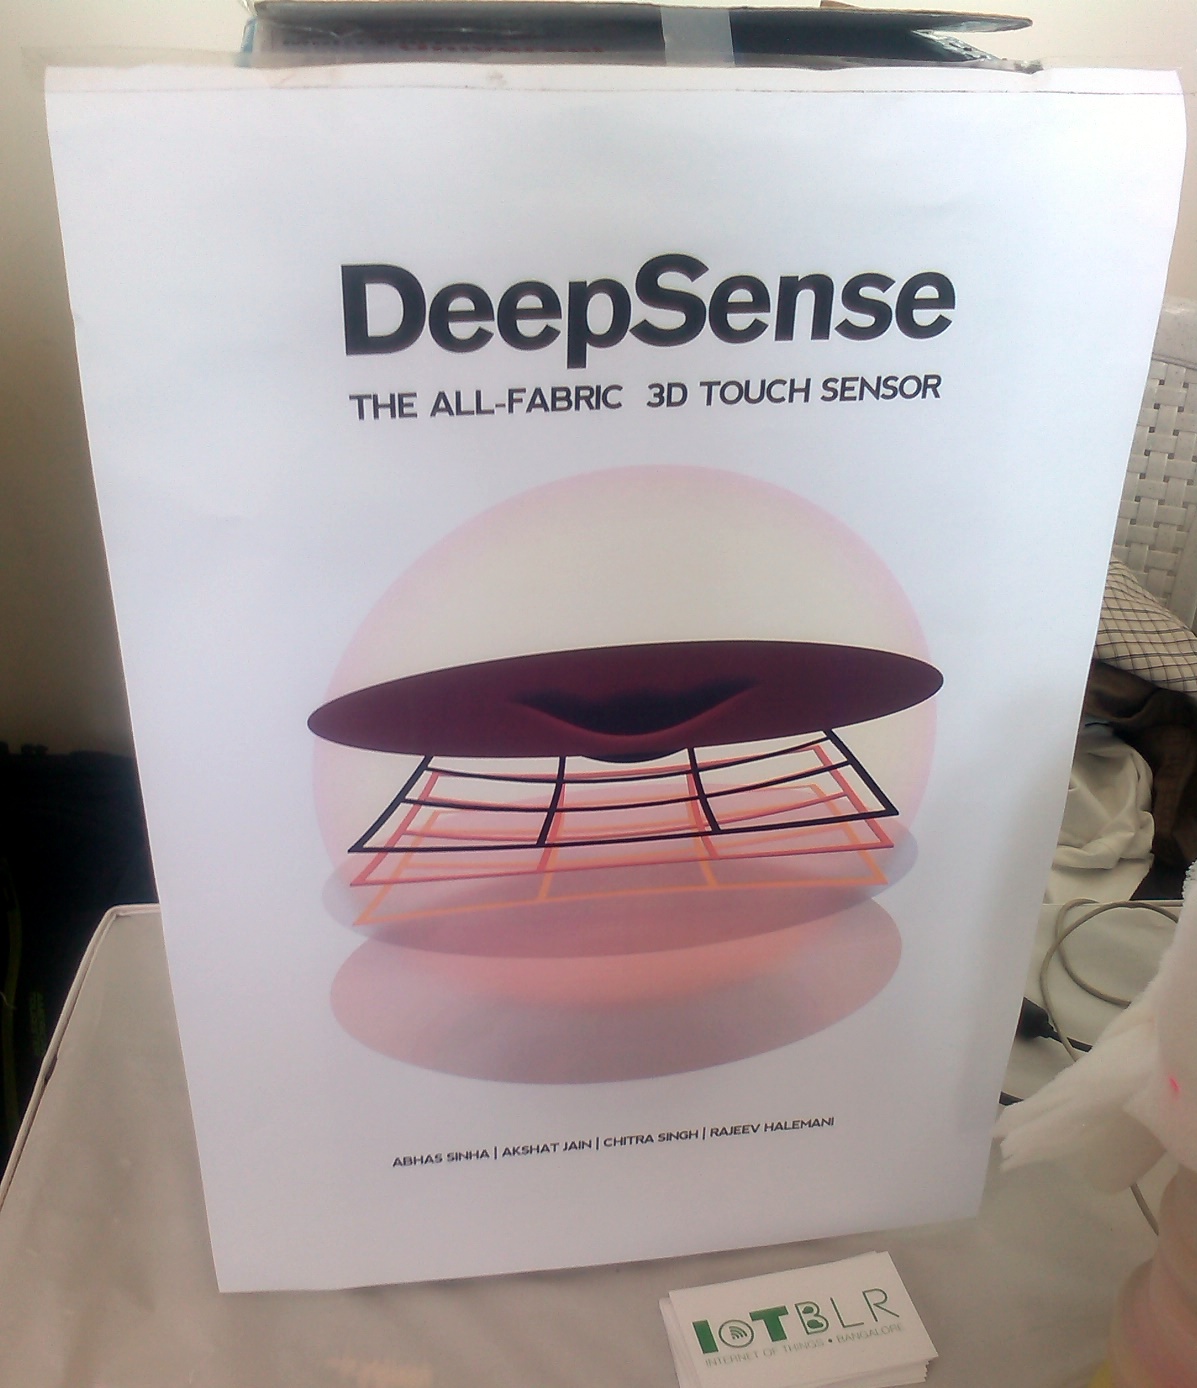 DeepSense
THE ALL-FABRIC 3D TOUCH SENSOR
ABHAS SINHA | AKSHAT JAIN | CHITRA SINGH | RAJEEV HALEMANI
IOTBLR
INTERNET OF THINGS • BANGALORE